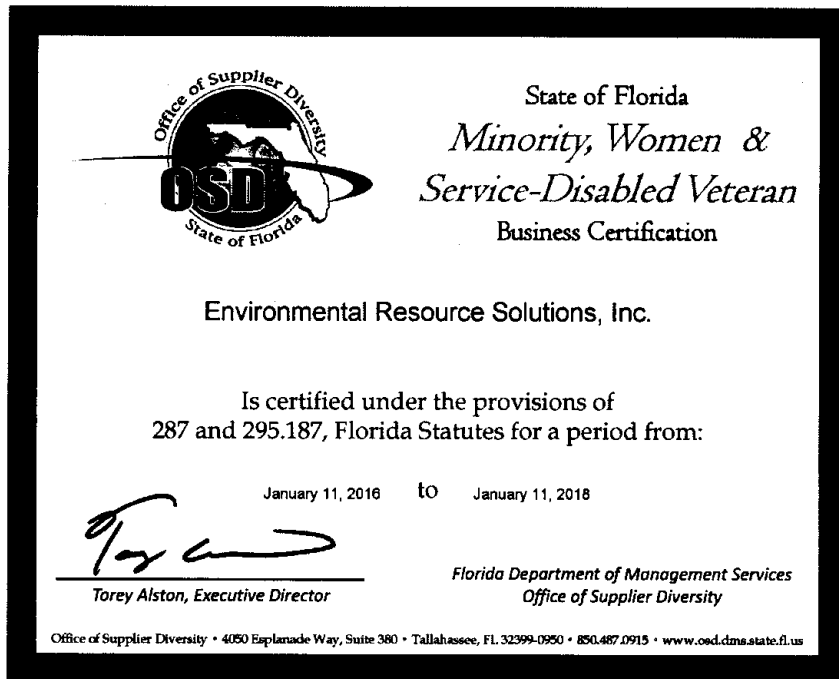 Office of Supplier Diversity
OSD
State of Florida
State of Florida
Minority, Women &
Service-Disabled Veteran
Business Certification
Environmental Resource Solutions, Inc.
Is certified under the provisions of
287 and 295.187, Florida Statutes for a period from:
January 11, 2016 to January 11, 2018
Torey Alston, Executive Director
Florida Department of Management Services
Office of Supplier Diversity
Office of Supplier Diversity • 4050 Esplanade Way, Suite 380 • Tallahassee, FL 32399-0950 • 850.487.0915 • www.osd.dms.state.fl.us